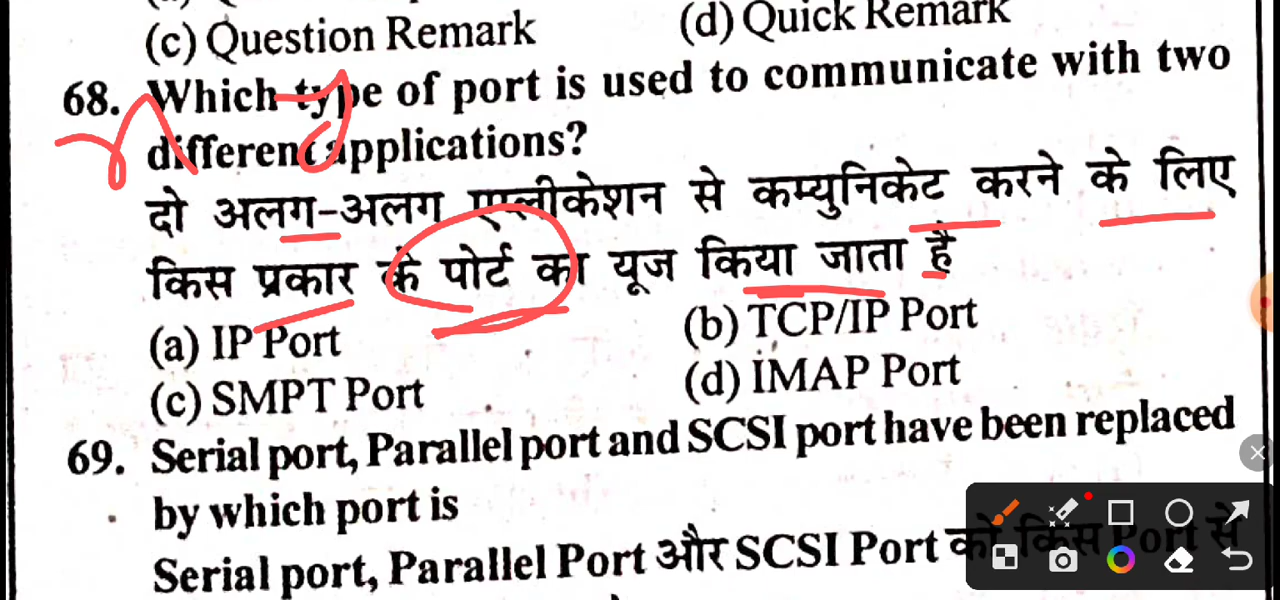 (c) Question Remark (d) Quick Remark
68. Which type of port is used to communicate with two
different applications?
दो अलग-अलग एप्लीकेशन से कम्युनिकेट करने के लिए
किस प्रकार के पोर्ट का यूज किया जाता है
(a) IP Port (b) TCP/IP Port
(c) SMPT Port (d) IMAP Port
69. Serial port, Parallel port and SCSI port have been replaced
by which port is
Serial port, Parallel Port और SCSI Port को किस Port से